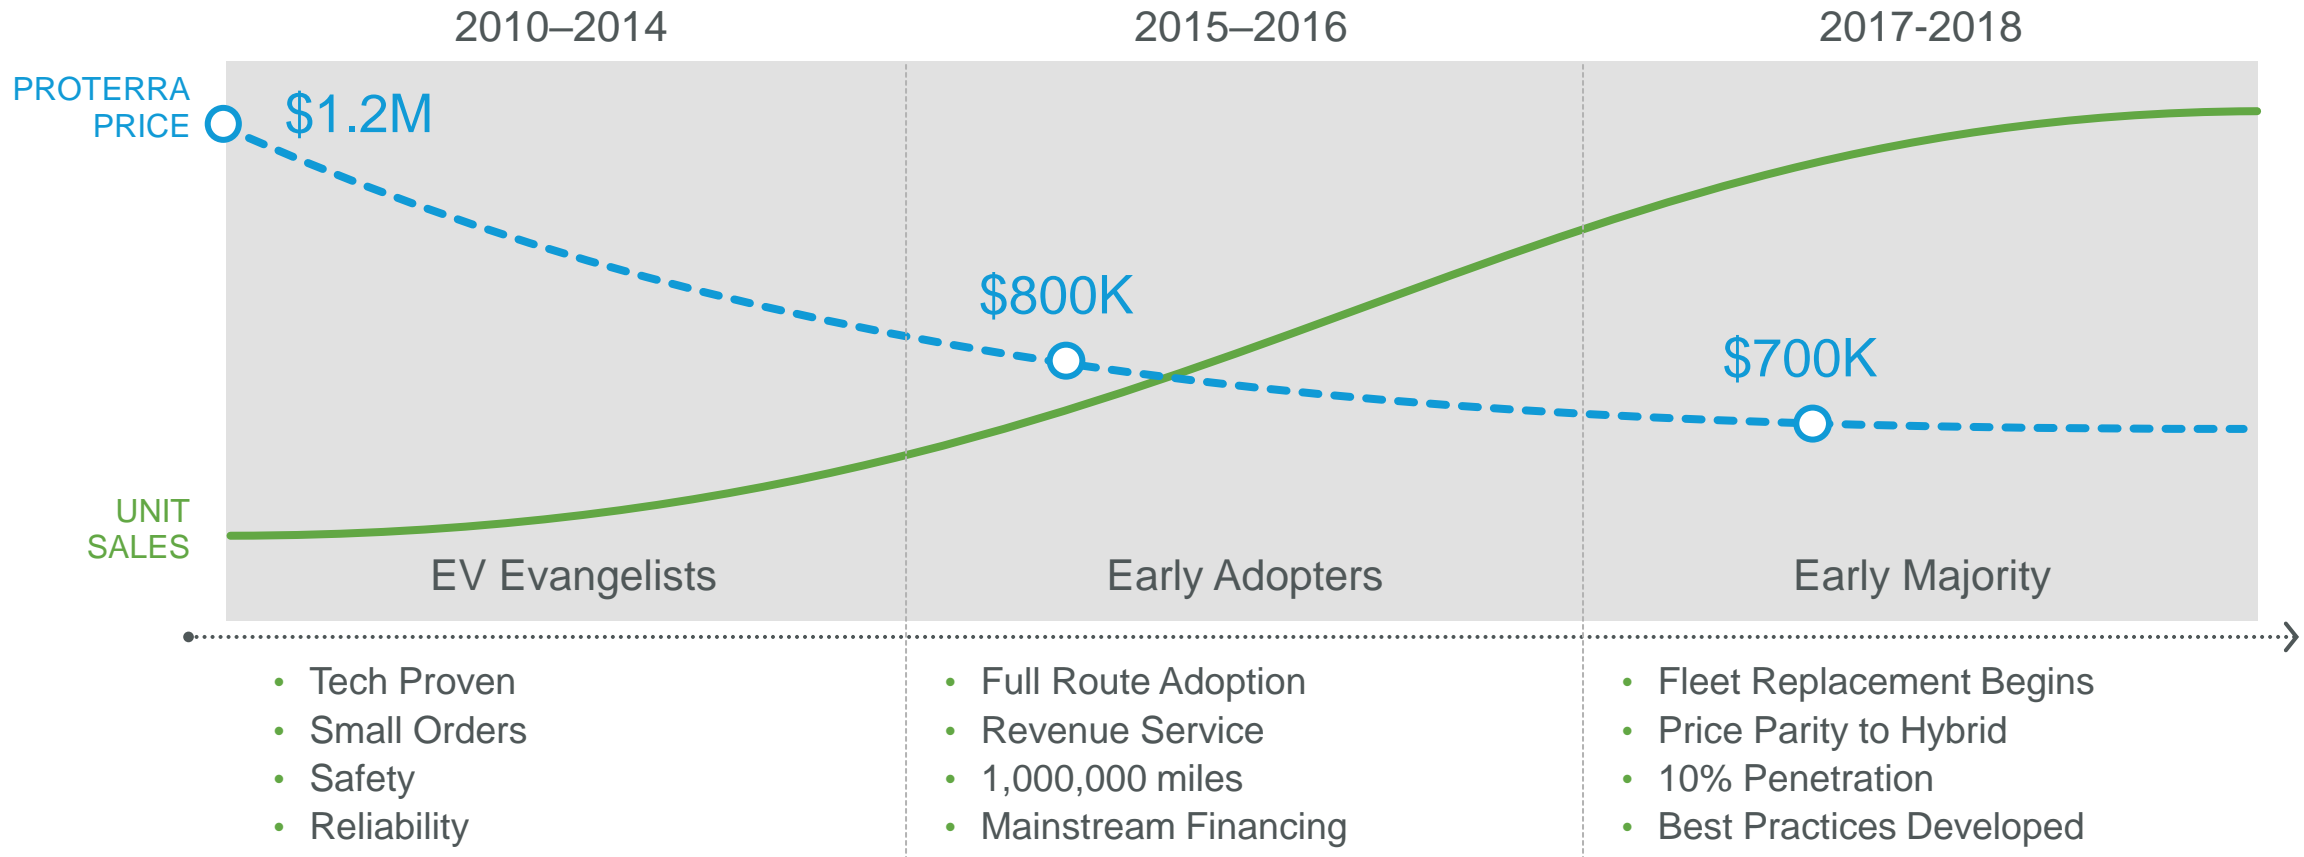 2010–2014
2015–2016
2017-2018
PROTERRA
PRICE
$1.2M
$800K
$700K
UNIT
SALES
EV Evangelists
Early Adopters
Early Majority
• Tech Proven
• Small Orders
• Safety
• Reliability
• Full Route Adoption
• Revenue Service
• 1,000,000 miles
• Mainstream Financing
• Fleet Replacement Begins
• Price Parity to Hybrid
• 10% Penetration
• Best Practices Developed